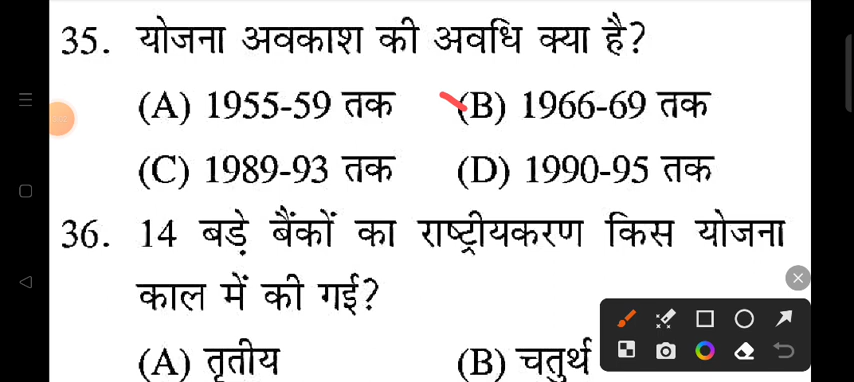 35. योजना अवकाश की अवधि क्या है?
(A) 1955-59 तक (B) 1966-69 तक
(C) 1989-93 तक (D) 1990-95 तक
36. 14 बड़े बैंकों का राष्ट्रीयकरण किस योजना
काल में की गई?
(A) तृतीय (B) चतुर्थ